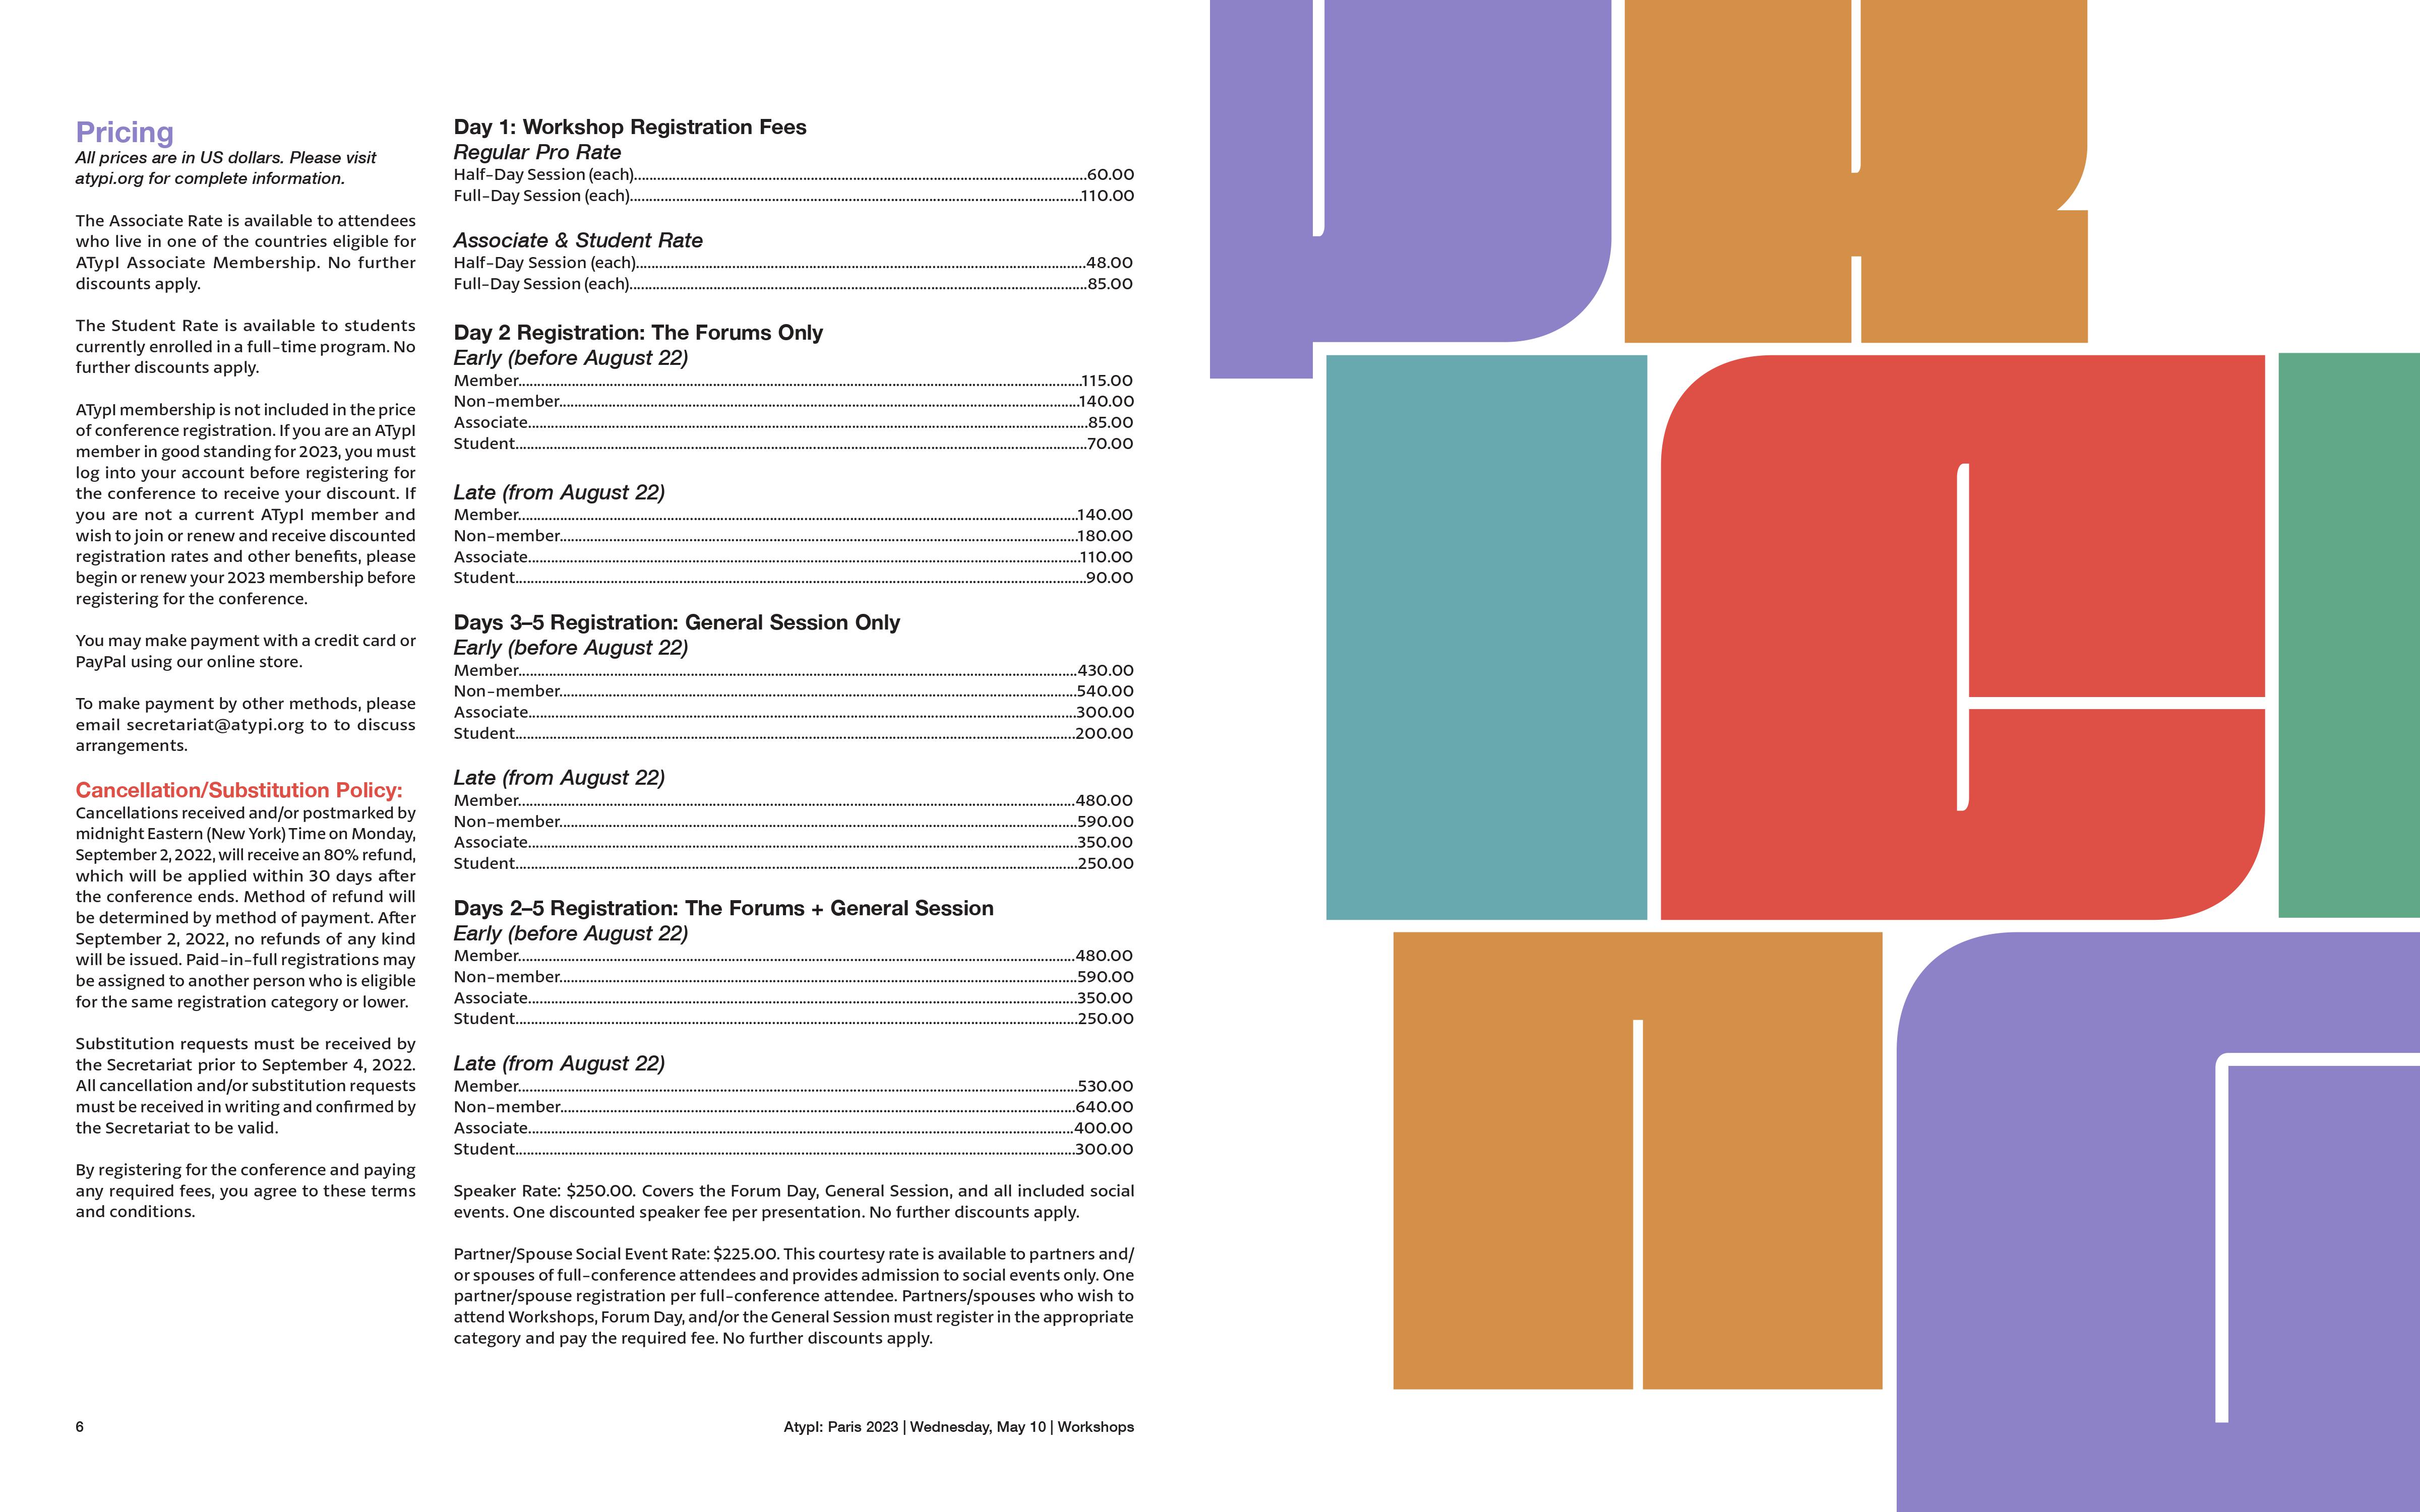 Pricing
All prices are in US dollars. Please visit
atypi.org for complete information.
The Associate Rate is available to attendees
who live in one of the countries eligible for
ATypI Associate Membership. No further
discounts apply.
The Student Rate is available to students
currently enrolled in a full-time program. No
further discounts apply.
ATypI membership is not included in the price
of conference registration. If you are an ATypI
member in good standing for 2023, you must
log into your account before registering for
the conference to receive your discount. If
you are not a current ATypI member and
wish to join or renew and receive discounted
registration rates and other benefits, please
begin or renew your 2023 membership before
registering for the conference.
You may make payment with a credit card or
PayPal using our online store.
To make payment by other methods, please
email secretariat@atypi.org to to discuss
arrangements.
Cancellation/Substitution Policy:
Cancellations received and/or postmarked by
midnight Eastern (New York) Time on Monday,
September 2, 2022, will receive an 80% refund,
which will be applied within 30 days after
the conference ends. Method of refund will
be determined by method of payment. After
September 2, 2022, no refunds of any kind
will be issued. Paid-in-full registrations may
be assigned to another person who is eligible
for the same registration category or lower.
Substitution requests must be received by
the Secretariat prior to September 4, 2022.
All cancellation and/or substitution requests
must be received in writing and confirmed by
the Secretariat to be valid.
By registering for the conference and paying
any required fees, you agree to these terms
and conditions.
Day 1: Workshop Registration Fees
Regular Pro Rate
Half-Day Session (each)...60.00
Full-Day Session (each)...110.00
Associate & Student Rate
Half-Day Session (each)...48.00
Full-Day Session (each)...85.00
Day 2 Registration: The Forums Only
Early (before August 22)
Member...115.00
Non-member...140.00
Associate...85.00
Student...70.00
Late (from August 22)
Member...140.00
Non-member...180.00
Associate...110.00
Student...90.00
Days 3–5 Registration: General Session Only
Early (before August 22)
Member...430.00
Non-member...540.00
Associate...300.00
Student...200.00
Late (from August 22)
Member...480.00
Non-member...590.00
Associate...350.00
Student...250.00
Days 2–5 Registration: The Forums + General Session
Early (before August 22)
Member...480.00
Non-member...590.00
Associate...350.00
Student...250.00
Late (from August 22)
Member...530.00
Non-member...640.00
Associate...400.00
Student...300.00
Speaker Rate: $250.00. Covers the Forum Day, General Session, and all included social
events. One discounted speaker fee per presentation. No further discounts apply.
Partner/Spouse Social Event Rate: $225.00. This courtesy rate is available to partners and/
or spouses of full-conference attendees and provides admission to social events only. One
partner/spouse registration per full-conference attendee. Partners/spouses who wish to
attend Workshops, Forum Day, and/or the General Session must register in the appropriate
category and pay the required fee. No further discounts apply.
6
AtypI: Paris 2023 | Wednesday, May 10 | Workshops